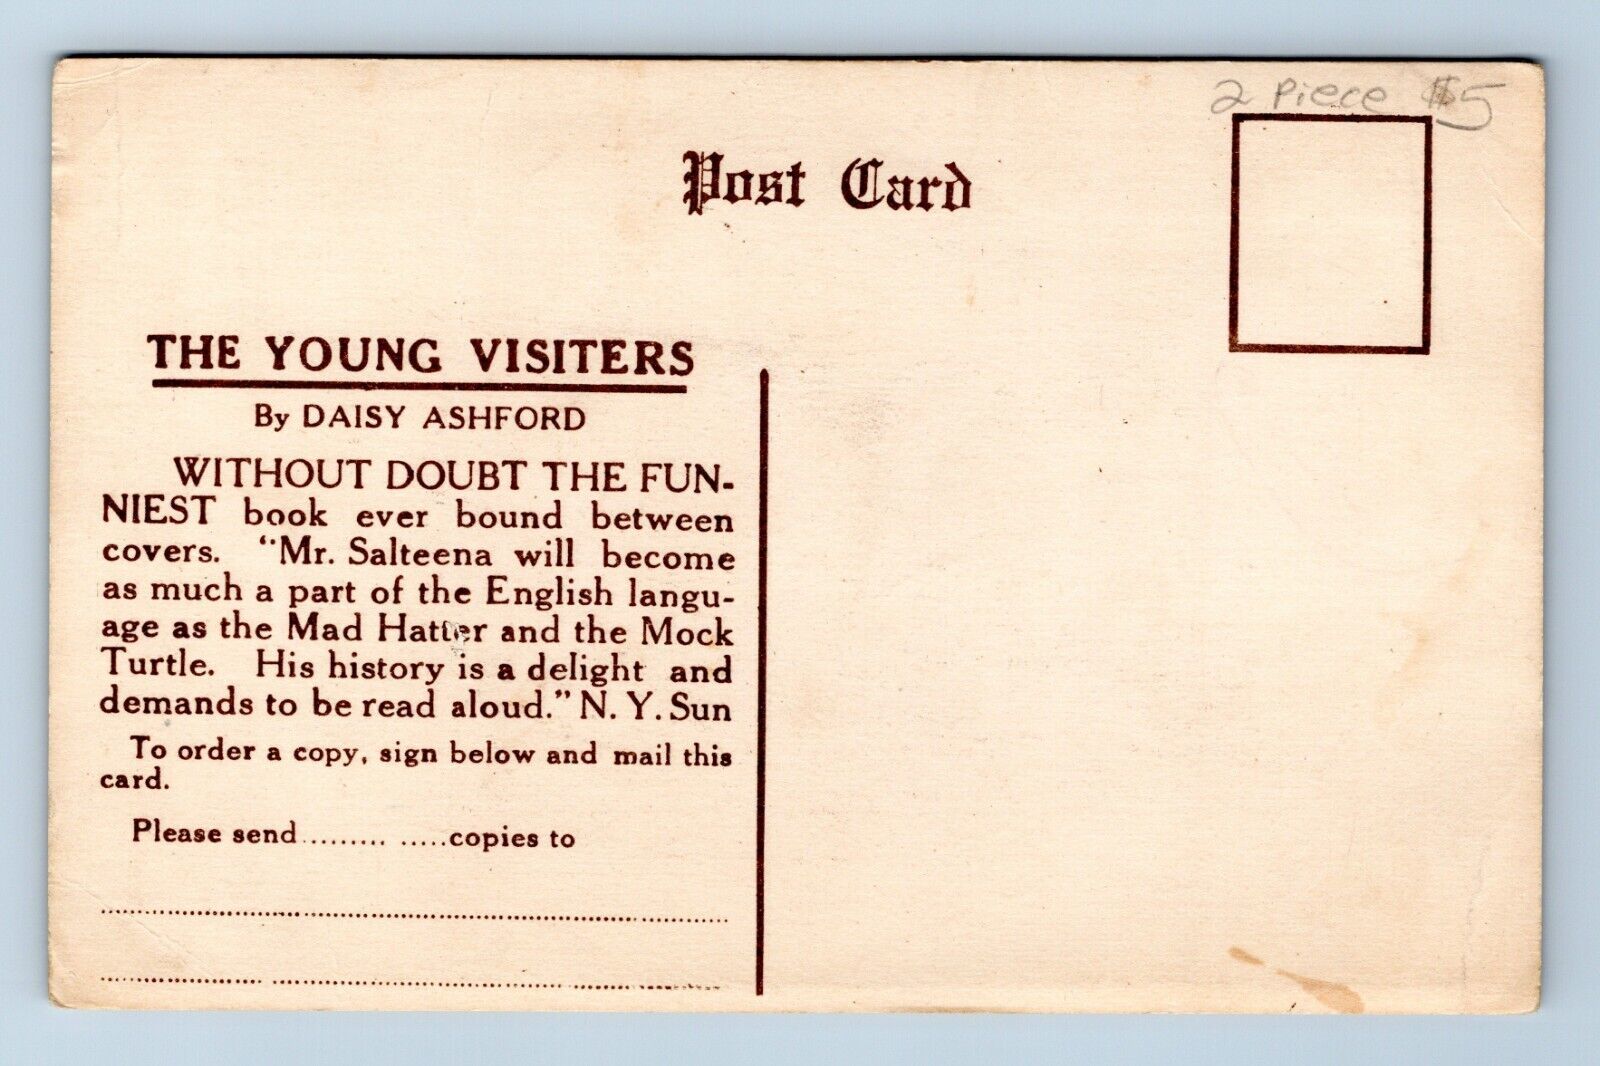 2 Piece $5
Post Card
THE YOUNG VISITERS
By DAISY ASHFORD
WITHOUT DOUBT THE FUN-
NIEST book ever bound between
covers. "Mr. Salteena will become
as much a part of the English langu-
age as the Mad Hatter and the Mock
Turtle. His history is a delight and
demands to be read aloud." N. Y. Sun
To order a copy, sign below and mail this
card.
Please send ......... .....copies to